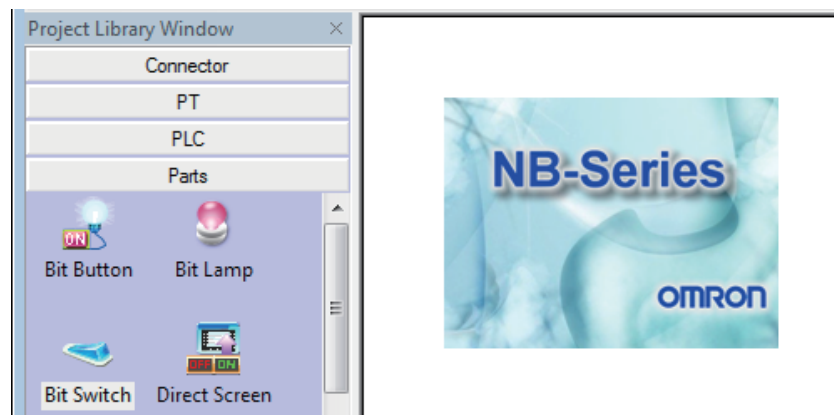 Project Library Window
Connector
PT
PLC
Parts
ON
Bit Button
Bit Lamp
OFF ON
Bit Switch
Direct Screen
NB-Series
OMRON